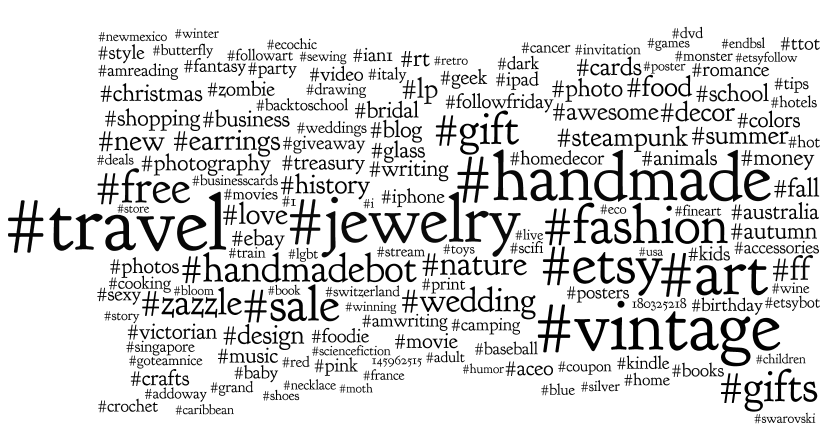 #newmexico #winter #dvd
#style #butterfly #followart #ecochic #sewing #ian1 #rt #retro #cancer #invitation #games #endbsl #ttot
#amreading #fantasy #party #video #italy #geek #ipad #dark #cards #poster #monster #etsyfollow #romance
#christmas #zombie #drawing #lp #followfriday #photo #food #school #tips
#shopping #business #backtoschool #bridal #awesome #decor #colors #hotels
#new #earrings #weddings #giveaway #blog #glass #gift #steampunk #summer #hot
#deals #photography #treasury #writing #homedecor #animals #money
#free #businesscards #movies #history #1 #i #iphone #handmade #fall
#travel #store #love #jewelry #live #fashion #eco #fineart #australia
#ebay #scifi #autumn
#train #lgbt #stream #toys #usa #kids #accessories
#photos #handmadebot #nature #etsy #art #ff
#cooking #sexy #bloom #zazzle #book #sale #switzerland #print #winning #wedding #posters 180325218 #birthday #wine #etsybot
#story #victorian #design #foodie #amwriting #camping #vintage
#singapore #goteamnice #music #sciencefiction #movie #baseball
#red #pink 145962515 #adult #humor #aceo #coupon #kindle #books #children
#crafts #baby #france #home
#addoway #grand #necklace #moth #shoes #blue #silver #gifts
#crochet #caribbean #swarovski